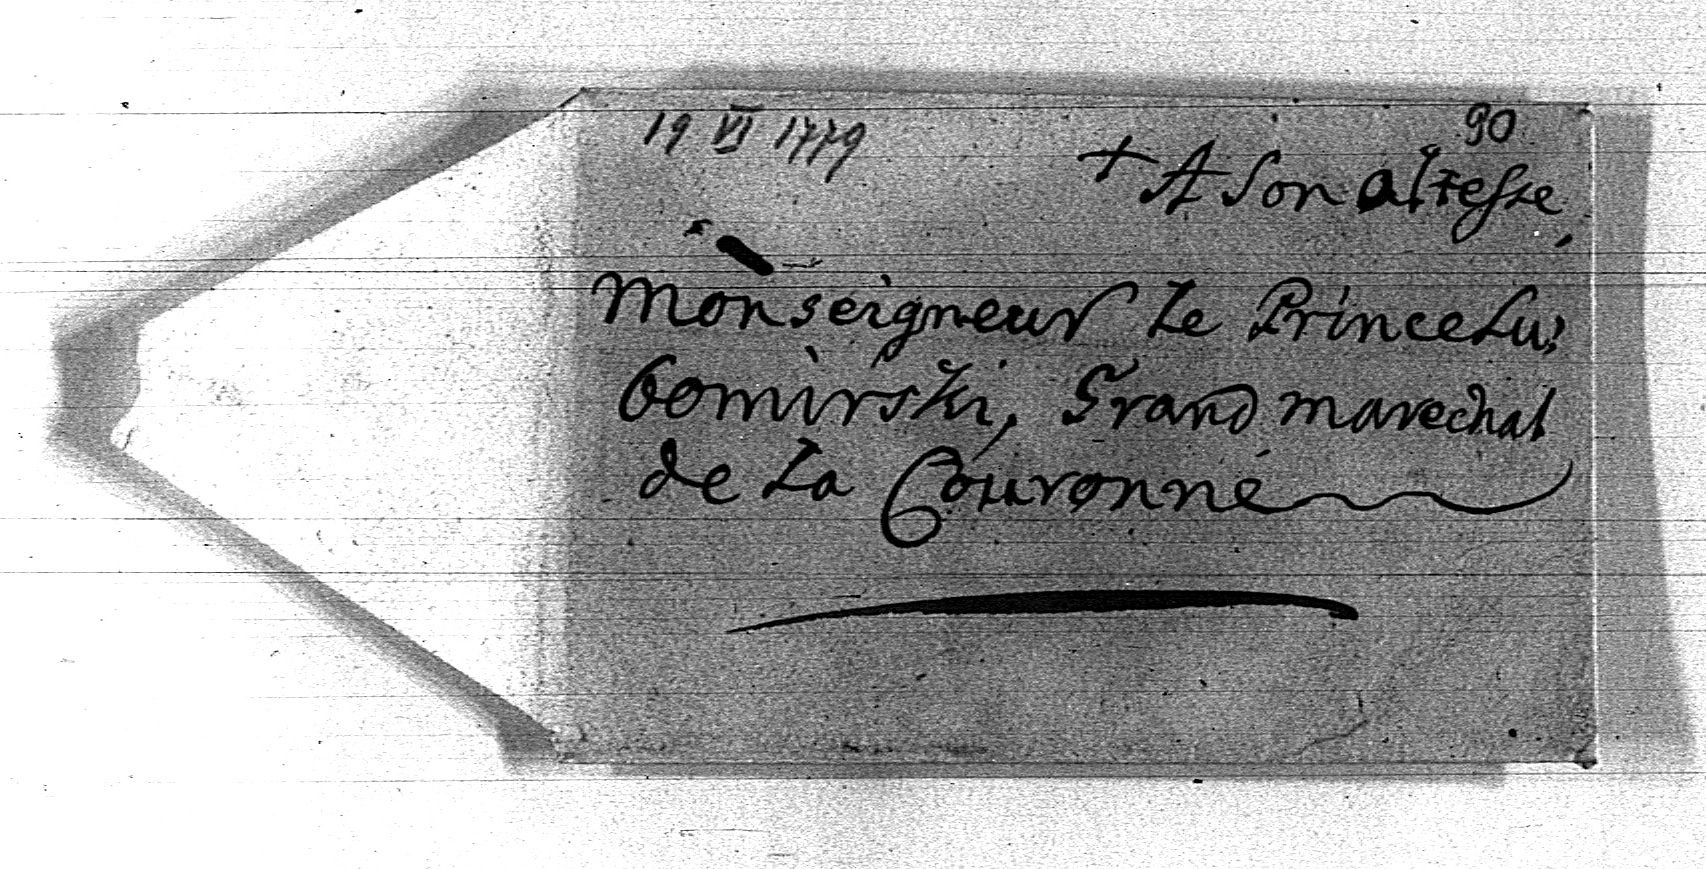 90
19 VI 1779
+ A Son altesse
Monseigneur Le Prince Lu:
bomirski, Grand marechal
de La Couronne